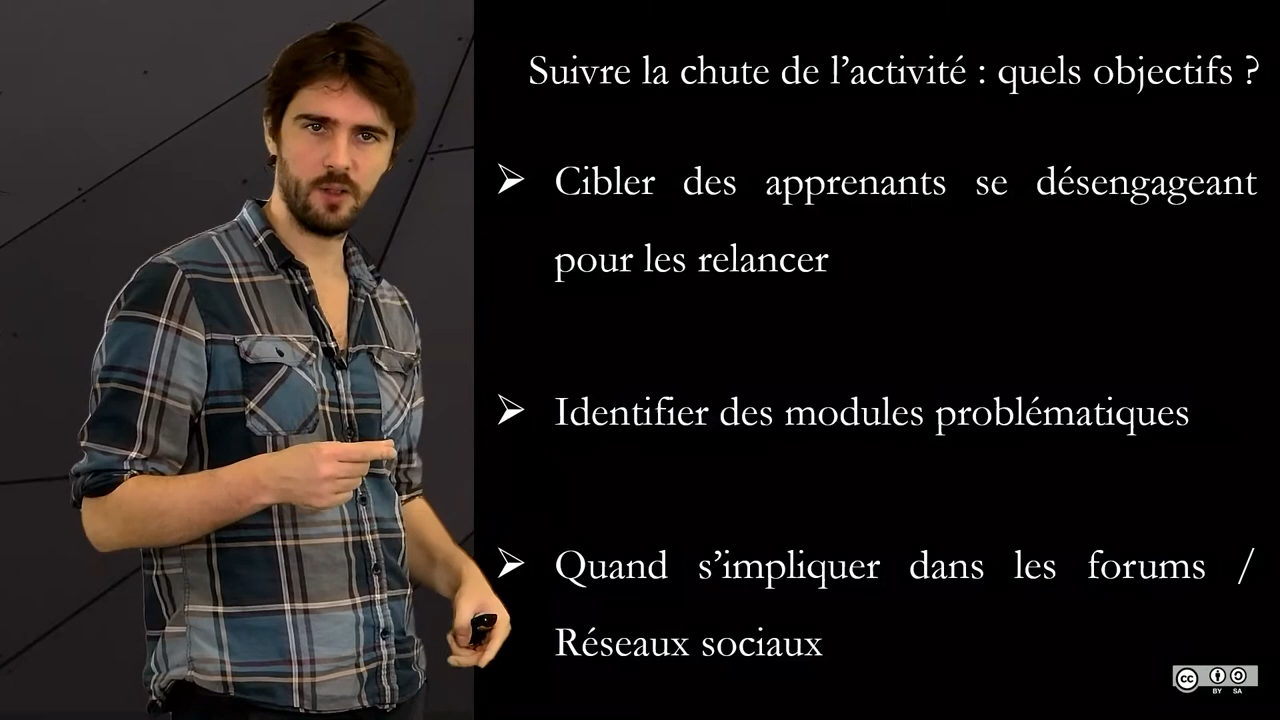 Suivre la chute de l’activité : quels objectifs ?
Cibler des apprenants se désengageant
pour les relancer
Identifier des modules problématiques
Quand s’impliquer dans les forums /
Réseaux sociaux
cc
BY SA